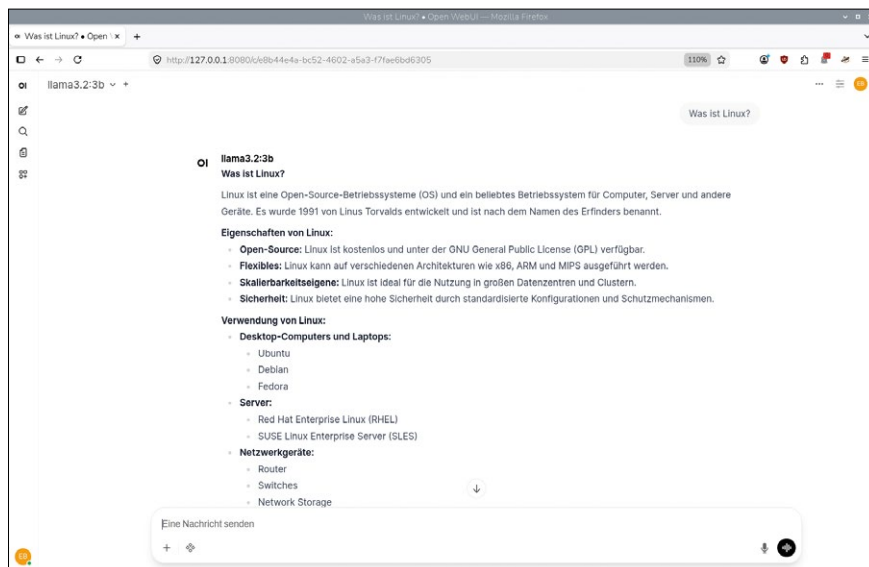 Was ist Linux? • Open WebUI — Mozilla Firefox
Was ist Linux? • Open
http://127.0.0.1:8080/c/e8b44e4a-bc52-4602-a5a3-f7fae6bd6305
110%
llama3.2:3b
EB
Was ist Linux?
OI
llama3.2:3b
Was ist Linux?
Linux ist eine Open-Source-Betriebssysteme (OS) und ein beliebtes Betriebssystem für Computer, Server und andere
Geräte. Es wurde 1991 von Linus Torvalds entwickelt und ist nach dem Namen des Erfinders benannt.
Eigenschaften von Linux:
Open-Source: Linux ist kostenlos und unter der GNU General Public License (GPL) verfügbar.
Flexibles: Linux kann auf verschiedenen Architekturen wie x86, ARM und MIPS ausgeführt werden.
Skalierbarkeitseigene: Linux ist ideal für die Nutzung in großen Datenzentren und Clustern.
Sicherheit: Linux bietet eine hohe Sicherheit durch standardisierte Konfigurationen und Schutzmechanismen.
Verwendung von Linux:
Desktop-Computers und Laptops:
Ubuntu
Debian
Fedora
Server:
Red Hat Enterprise Linux (RHEL)
SUSE Linux Enterprise Server (SLES)
Netzwerkgeräte:
Router
Switches
Network Storage
Eine Nachricht senden
EB